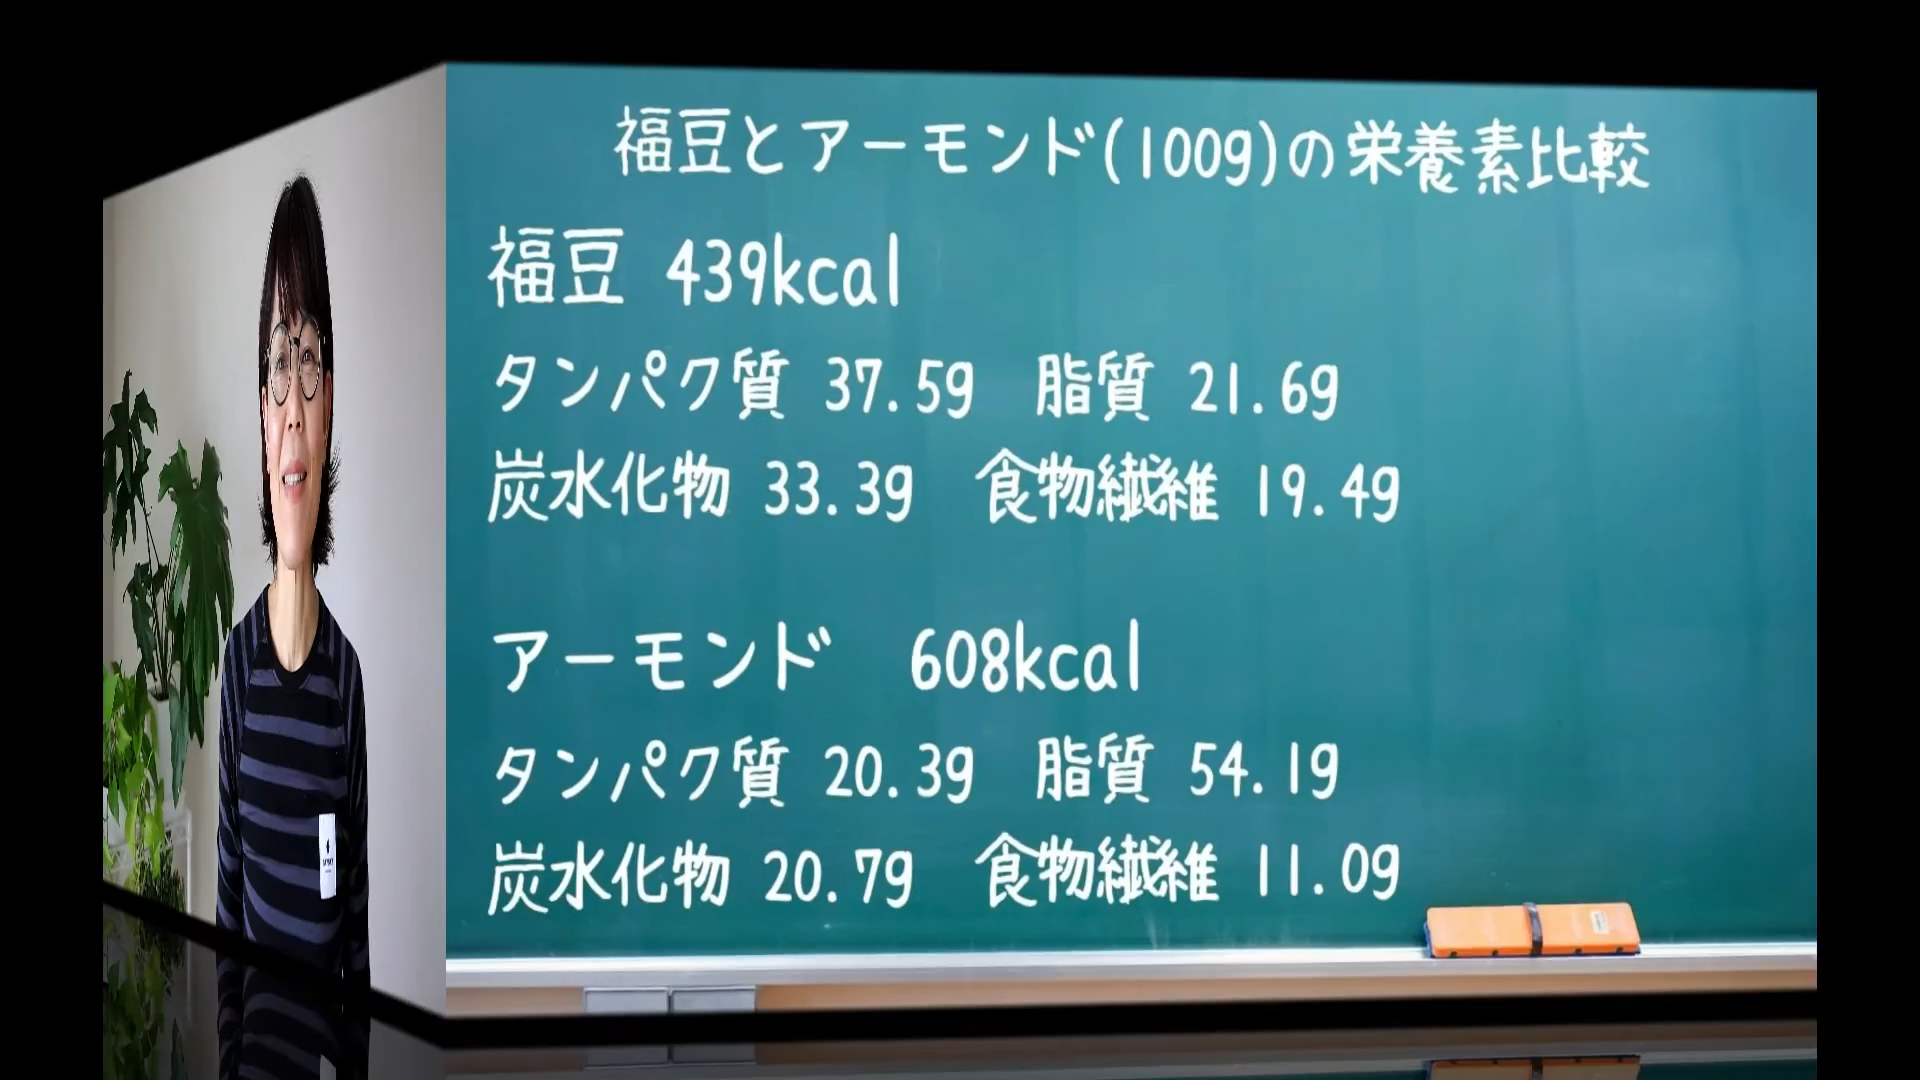 福豆とアーモンド(100g)の栄養素比較
福豆 439kcal
タンパク質 37.5g 脂質 21.6g
炭水化物 33.3g 食物繊維 19.4g
アーモンド 608kcal
タンパク質 20.3g 脂質 54.1g
炭水化物 20.7g 食物繊維 11.0g